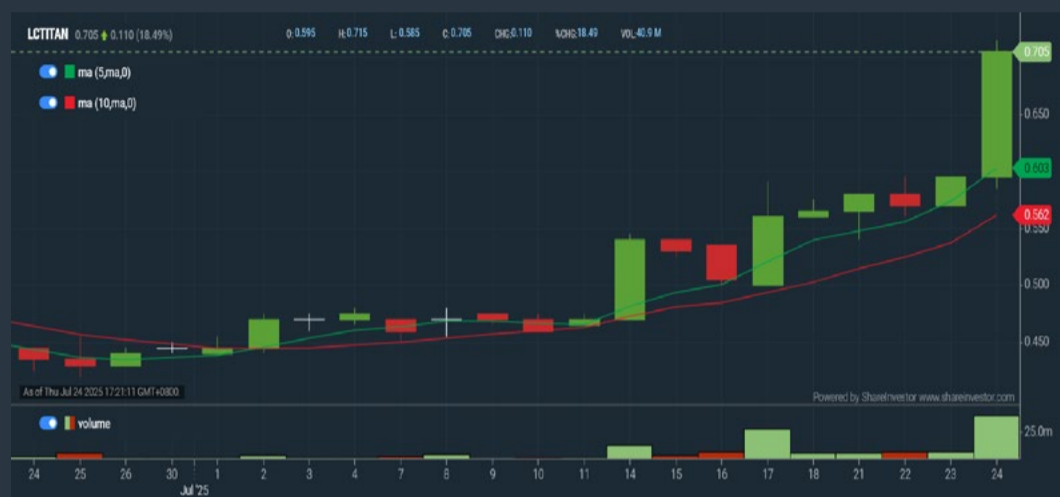 LCTITAN 0.705 0.110 (18.49%) O: 0.595 H: 0.715 L: 0.585 C: 0.705 CHG: 0.110 %CHG: 18.49 VOL: 40.9 M
ma (5,ma,0)
ma (10,ma,0)
0.705
0.650
0.603
0.562
0.550
0.500
0.450
As of Thu Jul 24 2025 17:21:11 GMT+0800
Powered by ShareInvestor www.shareinvestor.com
volume
25.0m
24 25 26 30 1 2 3 4 7 8 9 10 11 14 15 16 17 18 21 22 23 24
Jul '25